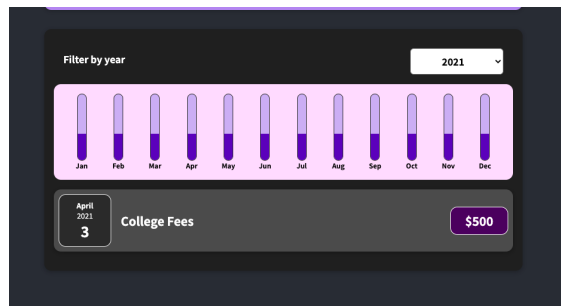 Filter by year
2021
Jan Feb Mar Apr May Jun Jul Aug Sep Oct Nov Dec
April
2021
3
College Fees
$500